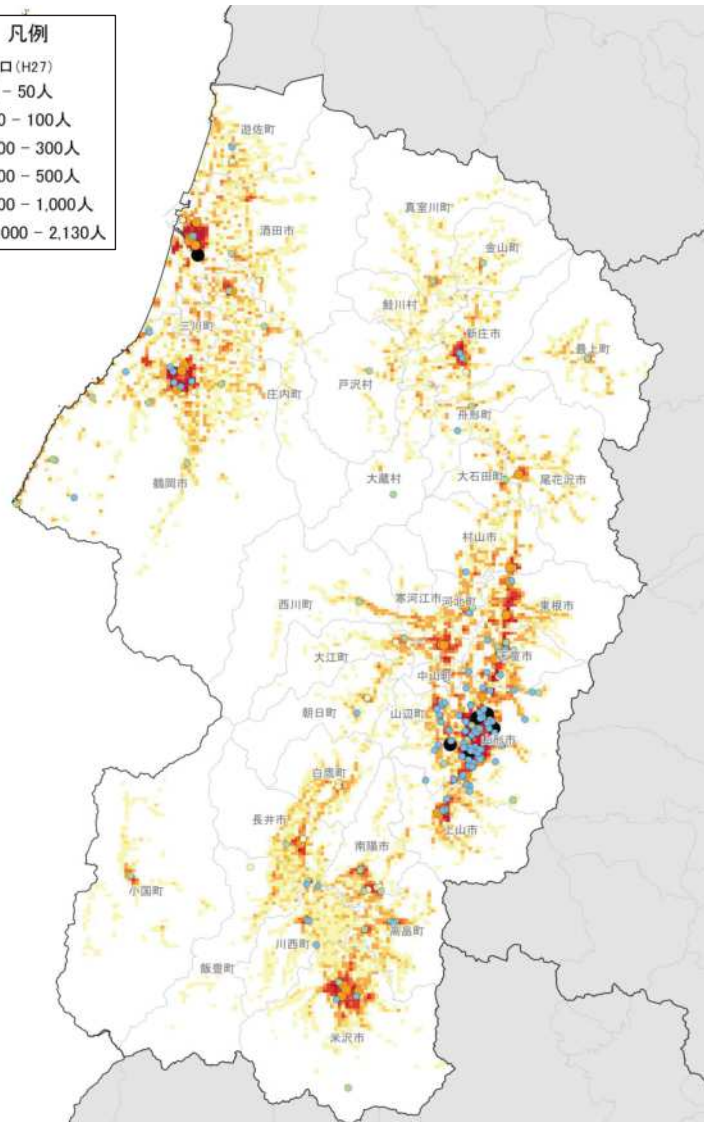 凡例
口(H27)
- 50人
0 - 100人
00 - 300人
00 - 500人
00 - 1,000人
000 - 2,130人
遊佐町
酒田市
真室川町
金山町
鮭川村
三川町
新庄市
最上町
戸沢村
庄内町
舟形町
鶴岡市
大蔵村
大石田町
尾花沢市
村山市
西川町
寒河江市
河北町
東根市
大江町
天童市
中山町
朝日町
山辺町
山形市
白鷹町
長井市
上山市
南陽市
小国町
高畠町
川西町
飯豊町
米沢市